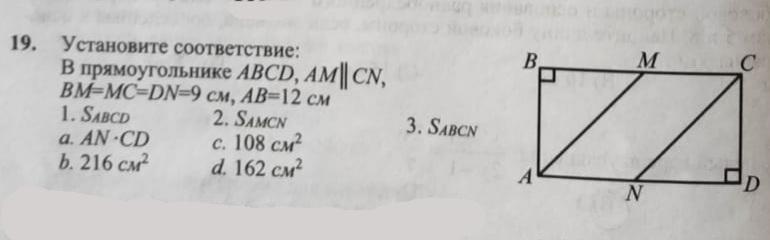 19. Установите соответствие:
В прямоугольнике ABCD, AM∥CN,
BM=MC=DN=9 см, AB=12 см
1. SABCD 2. SAMCN 3. SABCN
a. AN·CD c. 108 см²
b. 216 см² d. 162 см²
B M C
A N D